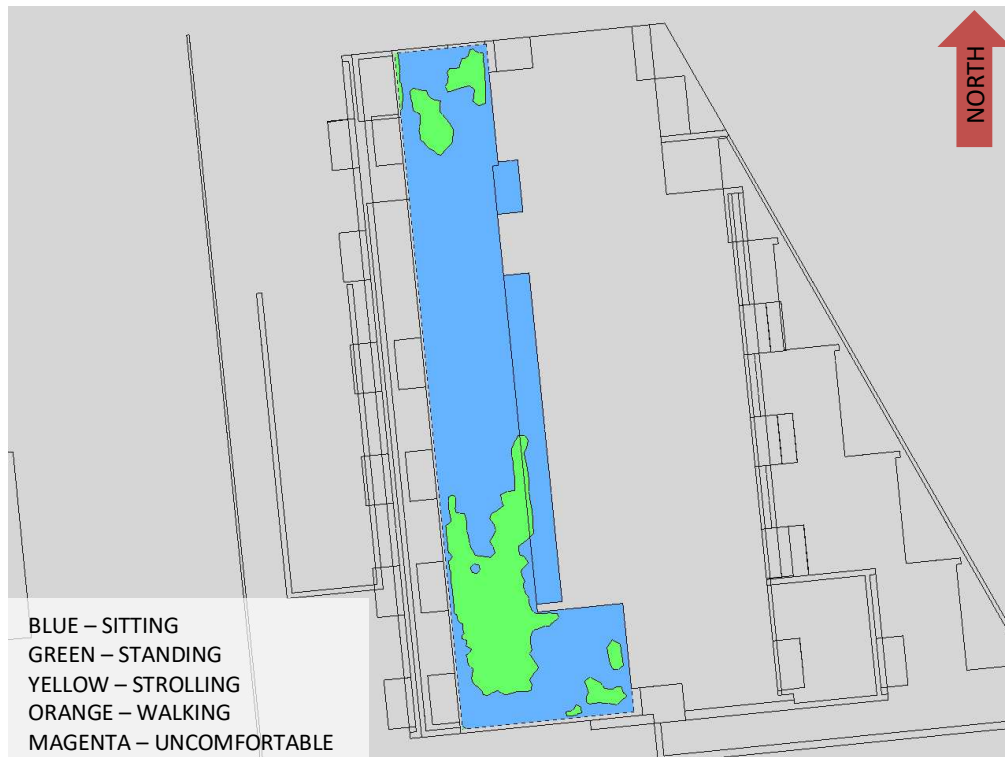 NORTH
BLUE – SITTING
GREEN – STANDING
YELLOW – STROLLING
ORANGE – WALKING
MAGENTA – UNCOMFORTABLE